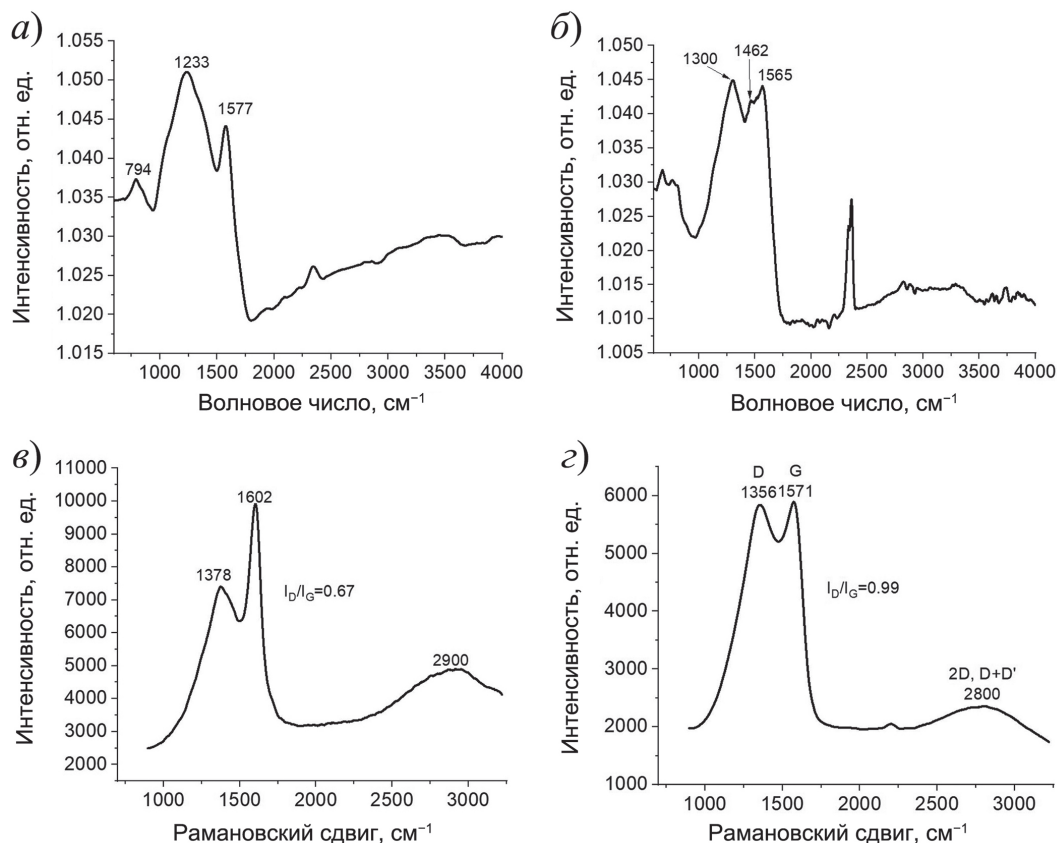 а)
Интенсивность, отн. ед.
1.055
1.050
1.045
1.040
1.035
1.030
1.025
1.020
1.015
1233
1577
794
1000 1500 2000 2500 3000 3500 4000
Волновое число, см⁻¹
б)
Интенсивность, отн. ед.
1.050
1.045
1.040
1.035
1.030
1.025
1.020
1.015
1.010
1.005
1462
1300
1565
1000 1500 2000 2500 3000 3500 4000
Волновое число, см⁻¹
в)
Интенсивность, отн. ед.
11000
10000
9000
8000
7000
6000
5000
4000
3000
2000
1602
1378
I_D/I_G=0.67
2900
1000 1500 2000 2500 3000
Рамановский сдвиг, см⁻¹
г)
Интенсивность, отн. ед.
6000
5000
4000
3000
2000
1000
D G
1356 1571
I_D/I_G=0.99
2D, D+D'
2800
1000 1500 2000 2500 3000
Рамановский сдвиг, см⁻¹